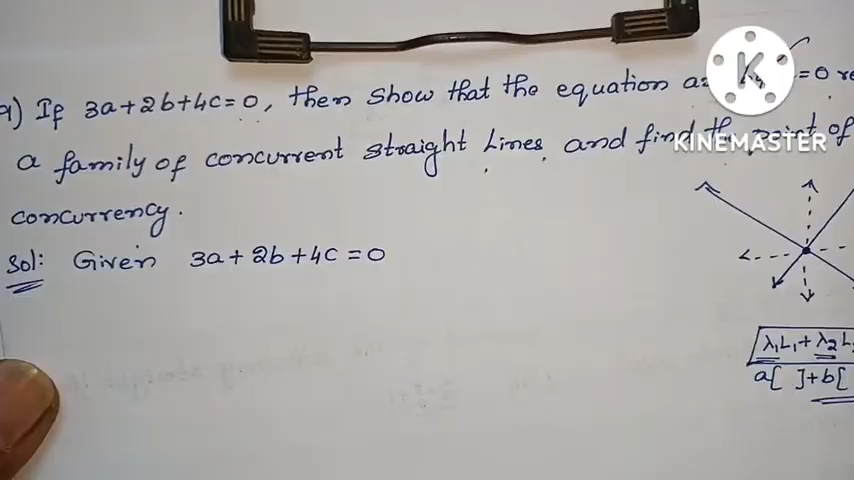 9) If 3a+2b+4c=0, then show that the equation =0
a family of concurrent straight Lines, and find the point of
concurrency.
Sol: Given 3a+2b+4c=0
K
KINEMASTER
λ₁L₁+λ₂L
a[ ]+b[